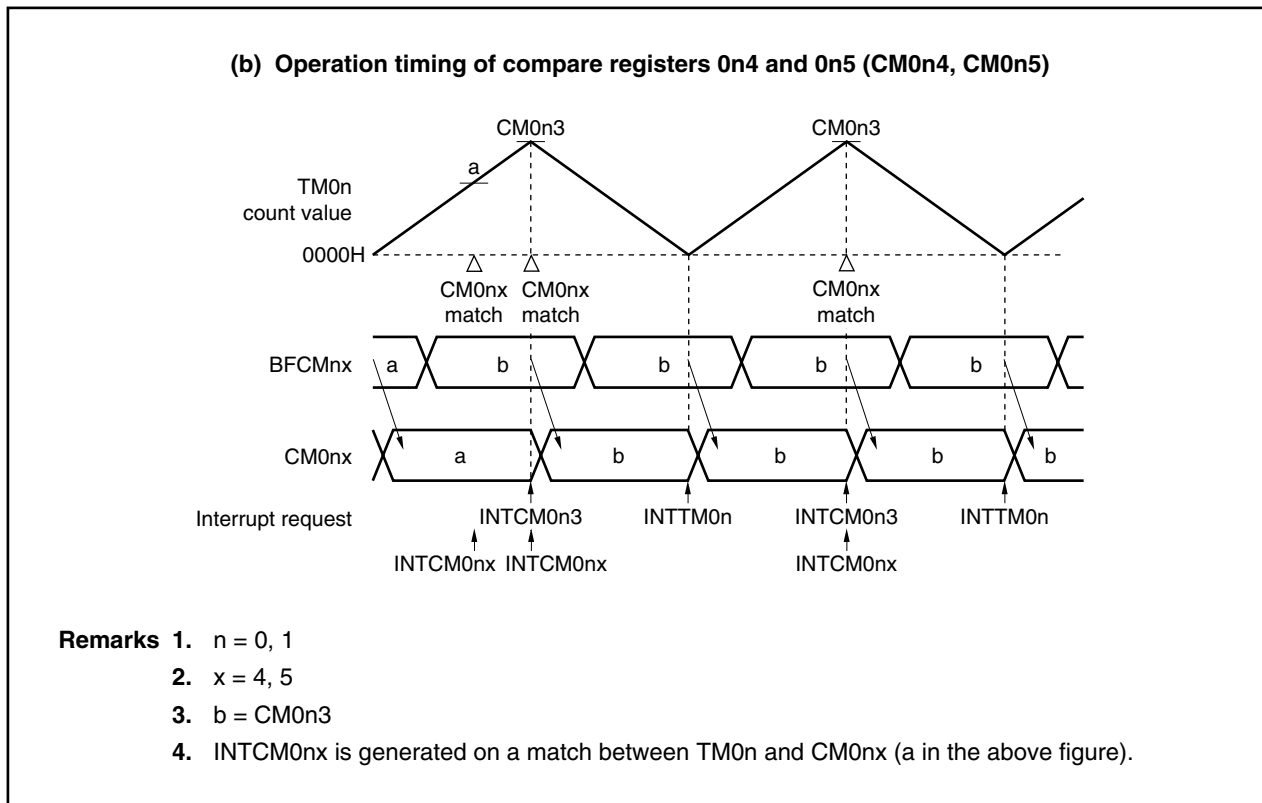 (b) Operation timing of compare registers 0n4 and 0n5 (CM0n4, CM0n5)
CM0n3 CM0n3
a
TM0n
count value
0000H
CM0nx CM0nx CM0nx
match match match
BFCMnx a b b b b
CM0nx a b b b b
Interrupt request INTCM0n3 INTTM0n INTCM0n3 INTTM0n
INTCM0nx INTCM0nx INTCM0nx
Remarks 1. n = 0, 1
2. x = 4, 5
3. b = CM0n3
4. INTCM0nx is generated on a match between TM0n and CM0nx (a in the above figure).